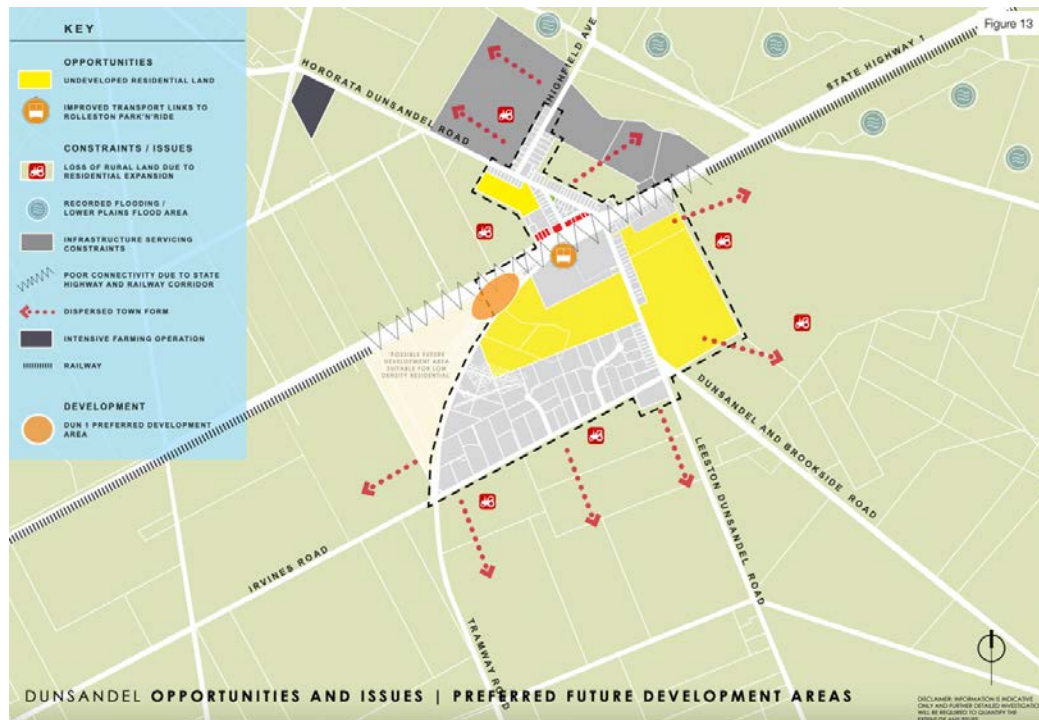 Figure 13
KEY
OPPORTUNITIES
UNDEVELOPED RESIDENTIAL LAND
IMPROVED TRANSPORT LINKS TO
ROLLESTON PARK'N'RIDE
CONSTRAINTS / ISSUES
LOSS OF RURAL LAND DUE TO
RESIDENTIAL EXPANSION
RECORDED FLOODING /
LOWER PLAINS FLOOD AREA
INFRASTRUCTURE SERVICING
CONSTRAINTS
POOR CONNECTIVITY DUE TO STATE
HIGHWAY AND RAILWAY CORRIDOR
DISPERSED TOWN FORM
INTENSIVE FARMING OPERATION
RAILWAY
DEVELOPMENT
DUN 1 PREFERRED DEVELOPMENT
AREA
HORORATA DUNSANDEL ROAD
HIGHFIELD AVE
STATE HIGHWAY 1
POSSIBLE FUTURE
DEVELOPMENT AREA
SUITABLE FOR LOW
DENSITY RESIDENTIAL
DUNSANDEL AND BROOKSIDE ROAD
LEESTON DUNSANDEL ROAD
IRVINES ROAD
TRAMWAY ROAD
DUNSANDEL OPPORTUNITIES AND ISSUES | PREFERRED FUTURE DEVELOPMENT AREAS
DISCLAIMER: INFORMATION IS INDICATIVE
ONLY AND FURTHER DETAILED INVESTIGATIO
WILL BE REQUIRED TO QUANTIFY THE